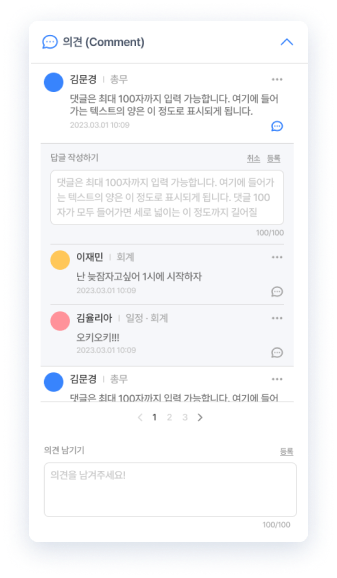 의견 (Comment)
김문경 | 총무
댓글은 최대 100자까지 입력 가능합니다. 여기에 들어
가는 텍스트의 양은 이 정도로 표시되게 됩니다.
2023.03.01 10:09
답글 작성하기 취소 등록
댓글은 최대 100자까지 입력 가능합니다. 여기에 들어가
는 텍스트의 양은 이 정도로 표시되게 됩니다. 댓글 100
자가 모두 들어가면 세로 넓이는 이 정도까지 길어질
100/100
이재민 | 회계
난 늦잠자고싶어 1시에 시작하자
2023.03.01 10:09
김율리아 | 일정 · 회계
오키오키!!!
2023.03.01 10:09
김문경 | 총무
댓글은 최대 100자까지 입력 가능합니다. 여기에 들어
< 1 2 3 >
의견 남기기 등록
의견을 남겨주세요!
100/100